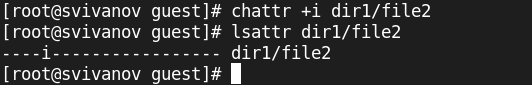 [root@svivanov guest]# chattr +i dir1/file2
[root@svivanov guest]# lsattr dir1/file2
----i----------------- dir1/file2
[root@svivanov guest]#